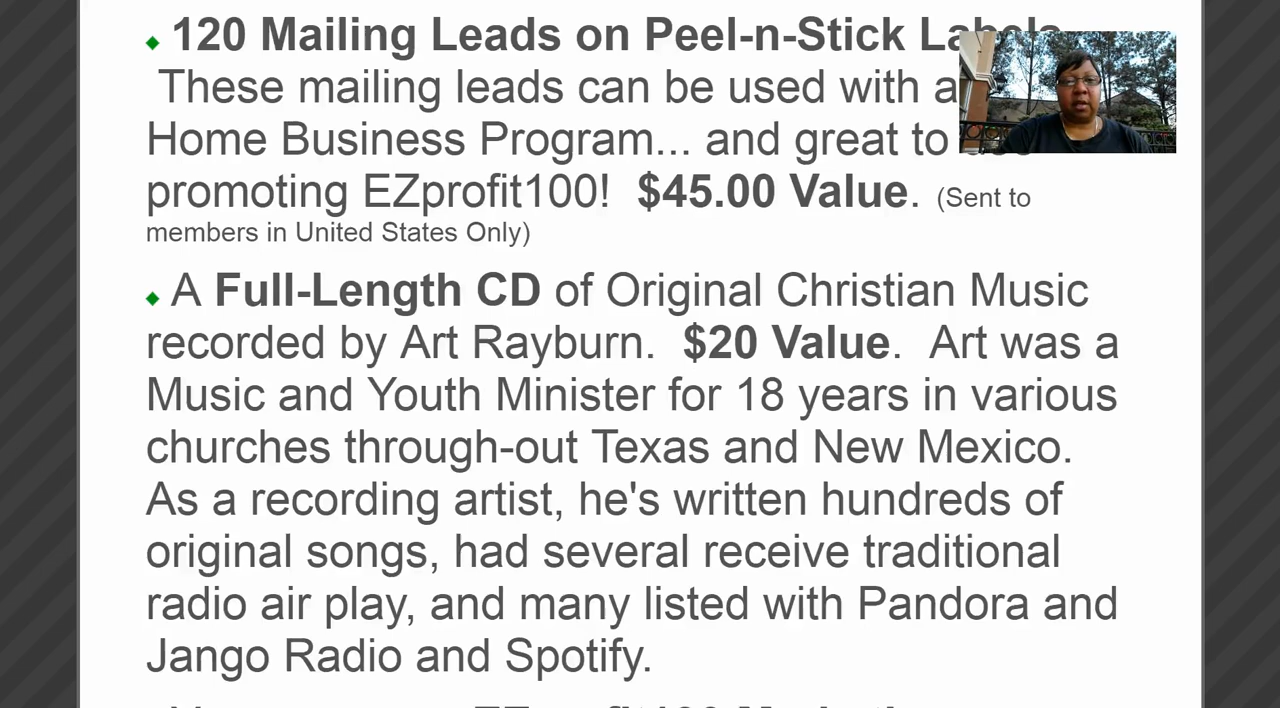 120 Mailing Leads on Peel-n-Stick
These mailing leads can be used with
Home Business Program... and great to
promoting EZprofit100! $45.00 Value. (Sent to
members in United States Only)
A Full-Length CD of Original Christian Music
recorded by Art Rayburn. $20 Value. Art was a
Music and Youth Minister for 18 years in various
churches through-out Texas and New Mexico.
As a recording artist, he's written hundreds of
original songs, had several receive traditional
radio air play, and many listed with Pandora and
Jango Radio and Spotify.